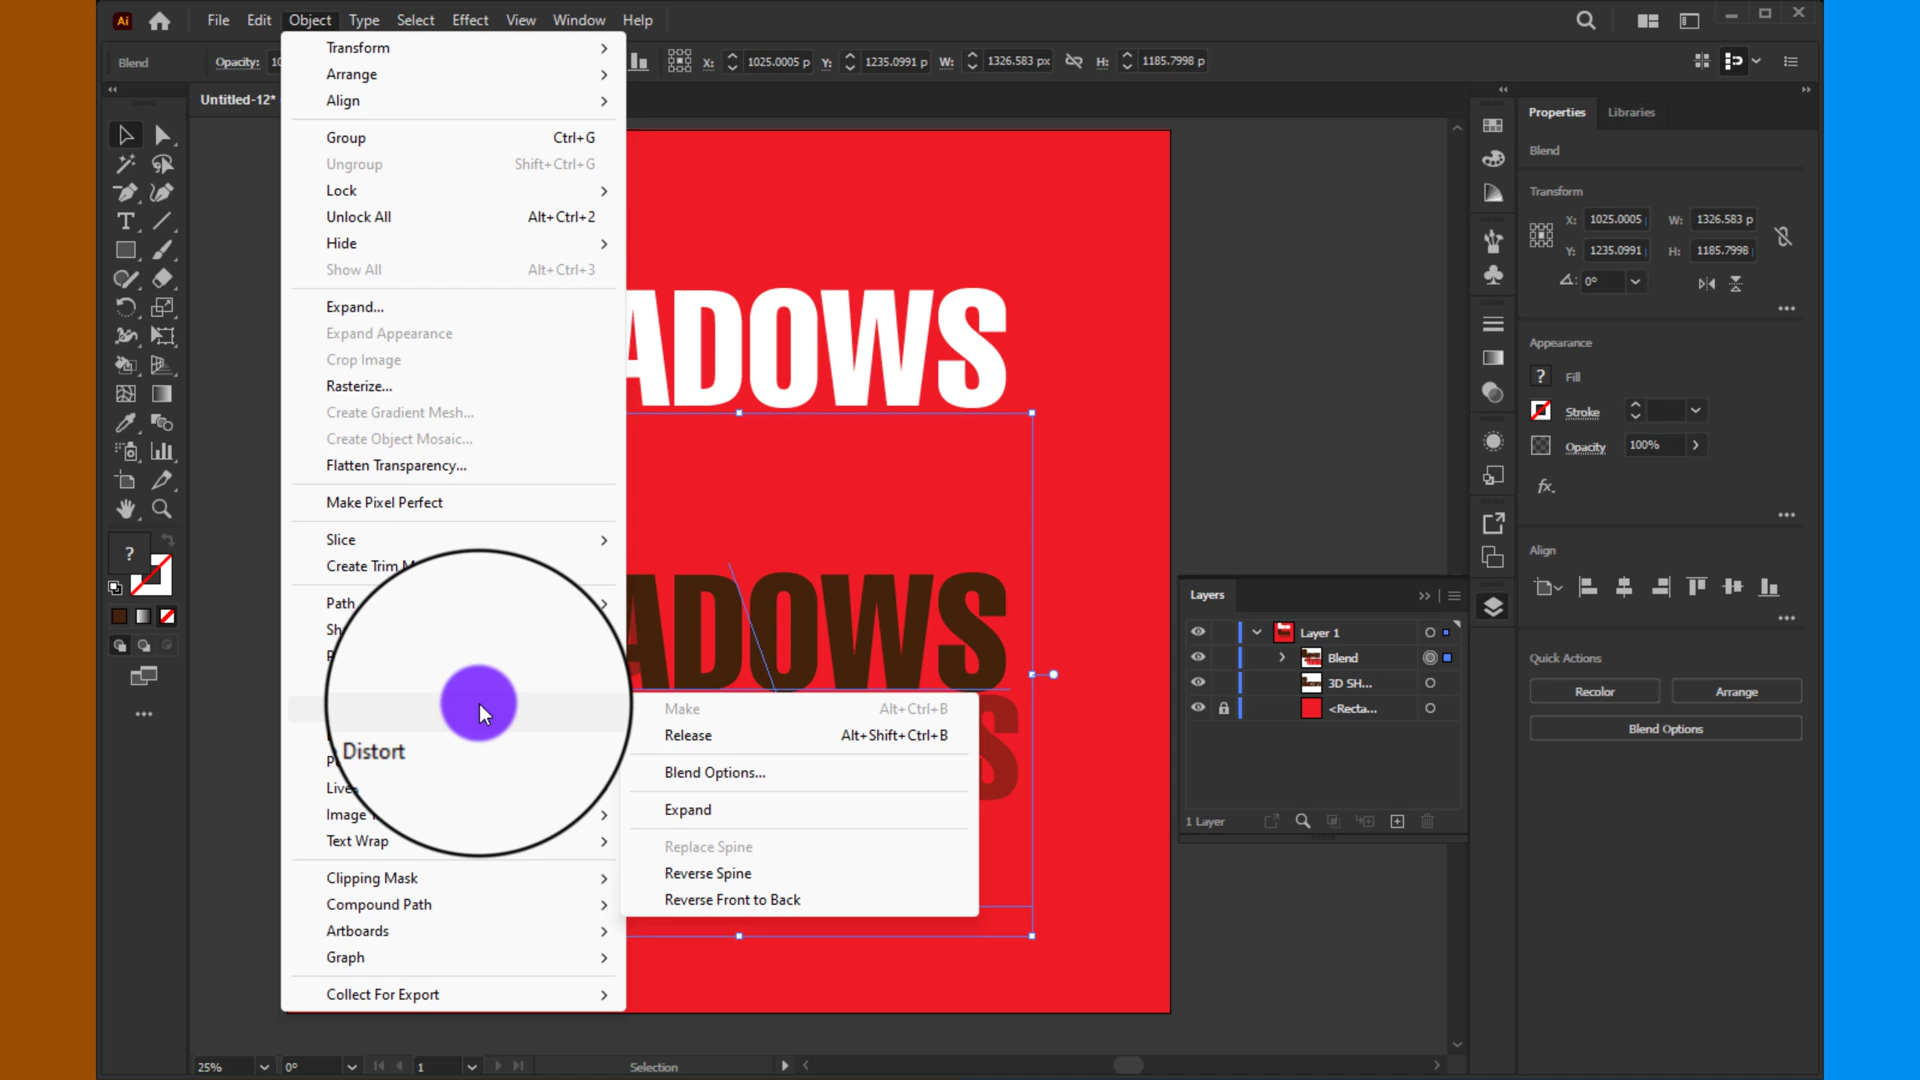 Ai File Edit Object Type Select Effect View Window Help
Blend Opacity: X: 1025.0005 p Y: 1235.0991 p W: 1326.583 px H: 1185.7998 p
Untitled-12*
Transform
Arrange
Align
Group Ctrl+G
Ungroup Shift+Ctrl+G
Lock
Unlock All Alt+Ctrl+2
Hide
Show All Alt+Ctrl+3
Expand...
Expand Appearance
Crop Image
Rasterize...
Create Gradient Mesh...
Create Object Mosaic...
Flatten Transparency...
Make Pixel Perfect
Slice
Create Trim M
Path
Sh
Distort
Live
Image
Text Wrap
Clipping Mask
Compound Path
Artboards
Graph
Collect For Export
Make Alt+Ctrl+B
Release Alt+Shift+Ctrl+B
Blend Options...
Expand
Replace Spine
Reverse Spine
Reverse Front to Back
ADOWS
ADOWS
S
Layers
Layer 1
Blend
3D SH...
<Recta...
1 Layer
Properties Libraries
Blend
Transform
X: 1025.0005 W: 1326.583 p
Y: 1235.0991 H: 1185.7998
0°
Appearance
? Fill
Stroke
Opacity 100%
fx.
Align
Quick Actions
Recolor Arrange
Blend Options
?
25% 0° 1 Selection